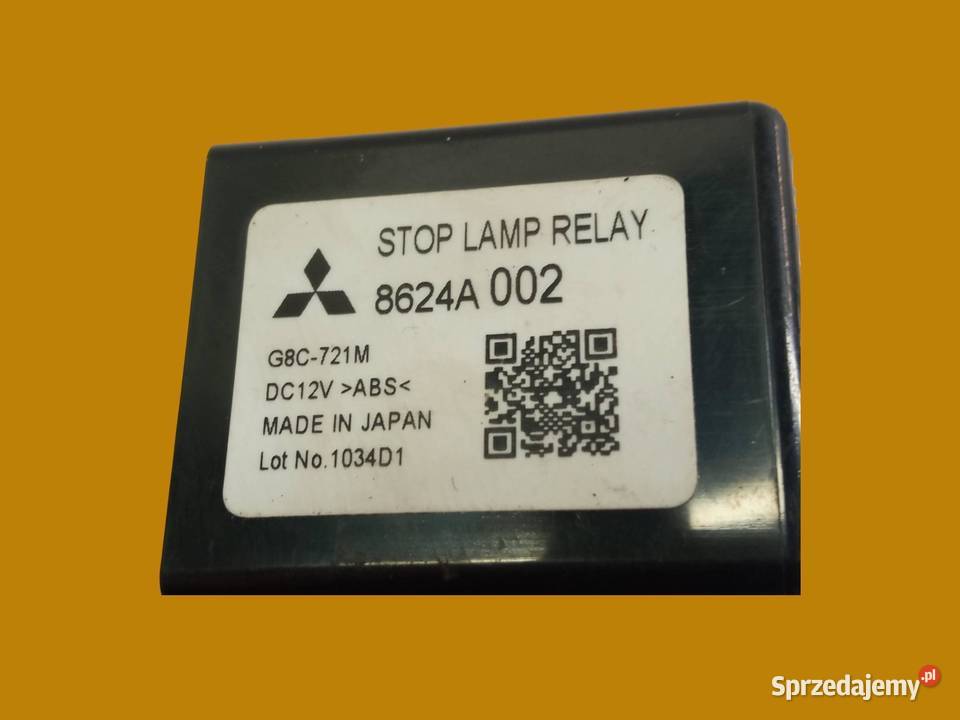 STOP LAMP RELAY
8624A 002
G8C-721M
DC12V >ABS<
MADE IN JAPAN
Lot No.1034D1
Sprzedajemy.pl